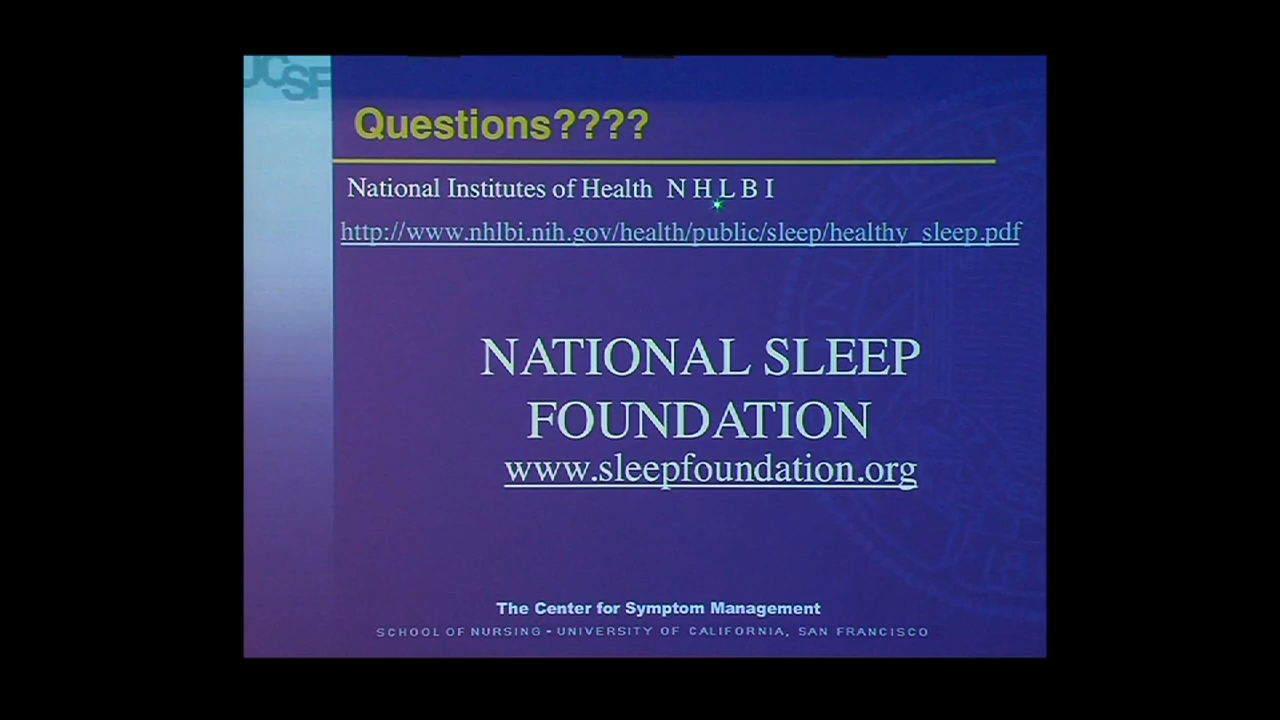 UCSF
Questions????
National Institutes of Health N H L B I
http://www.nhlbi.nih.gov/health/public/sleep/healthy_sleep.pdf
NATIONAL SLEEP
FOUNDATION
www.sleepfoundation.org
The Center for Symptom Management
SCHOOL OF NURSING - UNIVERSITY OF CALIFORNIA, SAN FRANCISCO